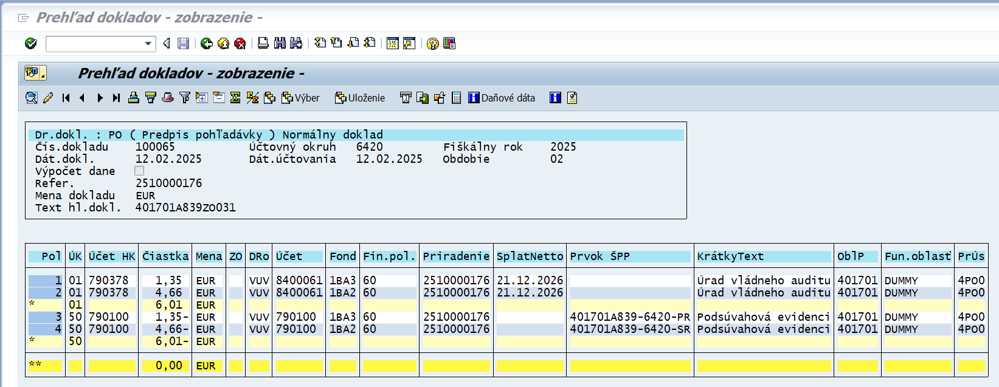 Prehľad dokladov - zobrazenie -
Prehľad dokladov - zobrazenie -
Výber Uloženie Daňové dáta
Dr.dokl. : PO ( Predpis pohľadávky ) Normálny doklad
Čís.dokladu 100065 Účtovný okruh 6420 Fiškálny rok 2025
Dát.dokl. 12.02.2025 Dát.účtovania 12.02.2025 Obdobie 02
Výpočet dane
Refer. 2510000176
Mena dokladu EUR
Text hl.dokl. 401701A839ZO031
Pol ÚK Účet HK Čiastka Mena ZO DRo Účet Fond Fin.pol. Priradenie SplatNetto Prvok ŠPP KrátkyText OblP Fun.oblasť PrÚs
1 01 790378 1,35 EUR VUV 8400061 1BA3 60 2510000176 21.12.2026 Úrad vládneho auditu 401701 DUMMY 4PO0
2 01 790378 4,66 EUR VUV 8400061 1BA2 60 2510000176 21.12.2026 Úrad vládneho auditu 401701 DUMMY 4PO0
* 01 6,01 EUR
3 50 790100 1,35- EUR VUV 790100 1BA3 60 2510000176 401701A839-6420-PR Podsúvahová evidenci 401701 DUMMY 4PO0
4 50 790100 4,66- EUR VUV 790100 1BA2 60 2510000176 401701A839-6420-SR Podsúvahová evidenci 401701 DUMMY 4PO0
* 50 6,01- EUR
** 0,00 EUR